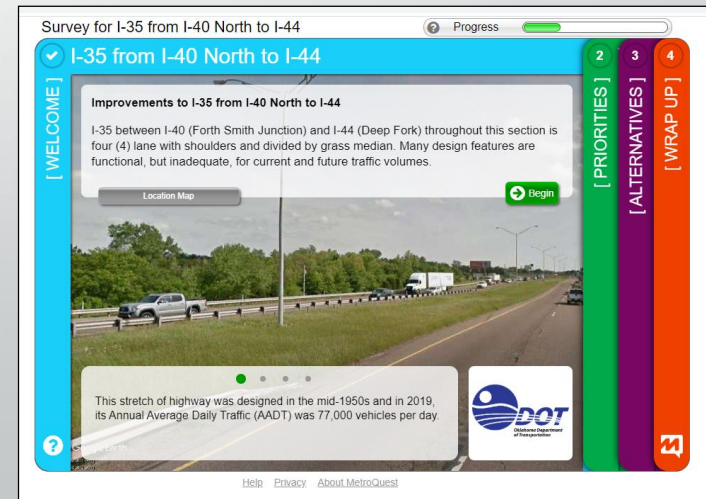 Survey for I-35 from I-40 North to I-44
Progress
I-35 from I-40 North to I-44
[ WELCOME ]
Improvements to I-35 from I-40 North to I-44
I-35 between I-40 (Forth Smith Junction) and I-44 (Deep Fork) throughout this section is
four (4) lane with shoulders and divided by grass median. Many design features are
functional, but inadequate, for current and future traffic volumes.
Location Map
Begin
This stretch of highway was designed in the mid-1950s and in 2019,
its Annual Average Daily Traffic (AADT) was 77,000 vehicles per day.
DOT
Oklahoma Department
of Transportation
2
[ PRIORITIES ]
3
[ ALTERNATIVES ]
4
[ WRAP UP ]
?
Help Privacy About MetroQuest